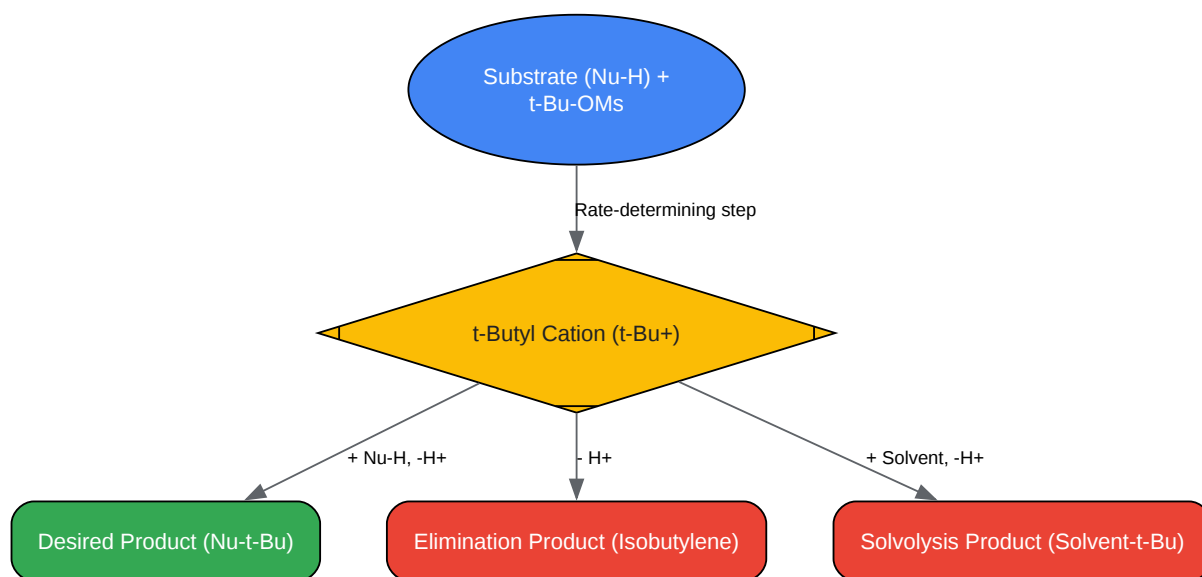 Substrate (Nu-H) +
t-Bu-OMs
Rate-determining step
t-Butyl Cation (t-Bu+)
+ Nu-H, -H+
- H+
+ Solvent, -H+
Desired Product (Nu-t-Bu)
Elimination Product (Isobutylene)
Solvolysis Product (Solvent-t-Bu)